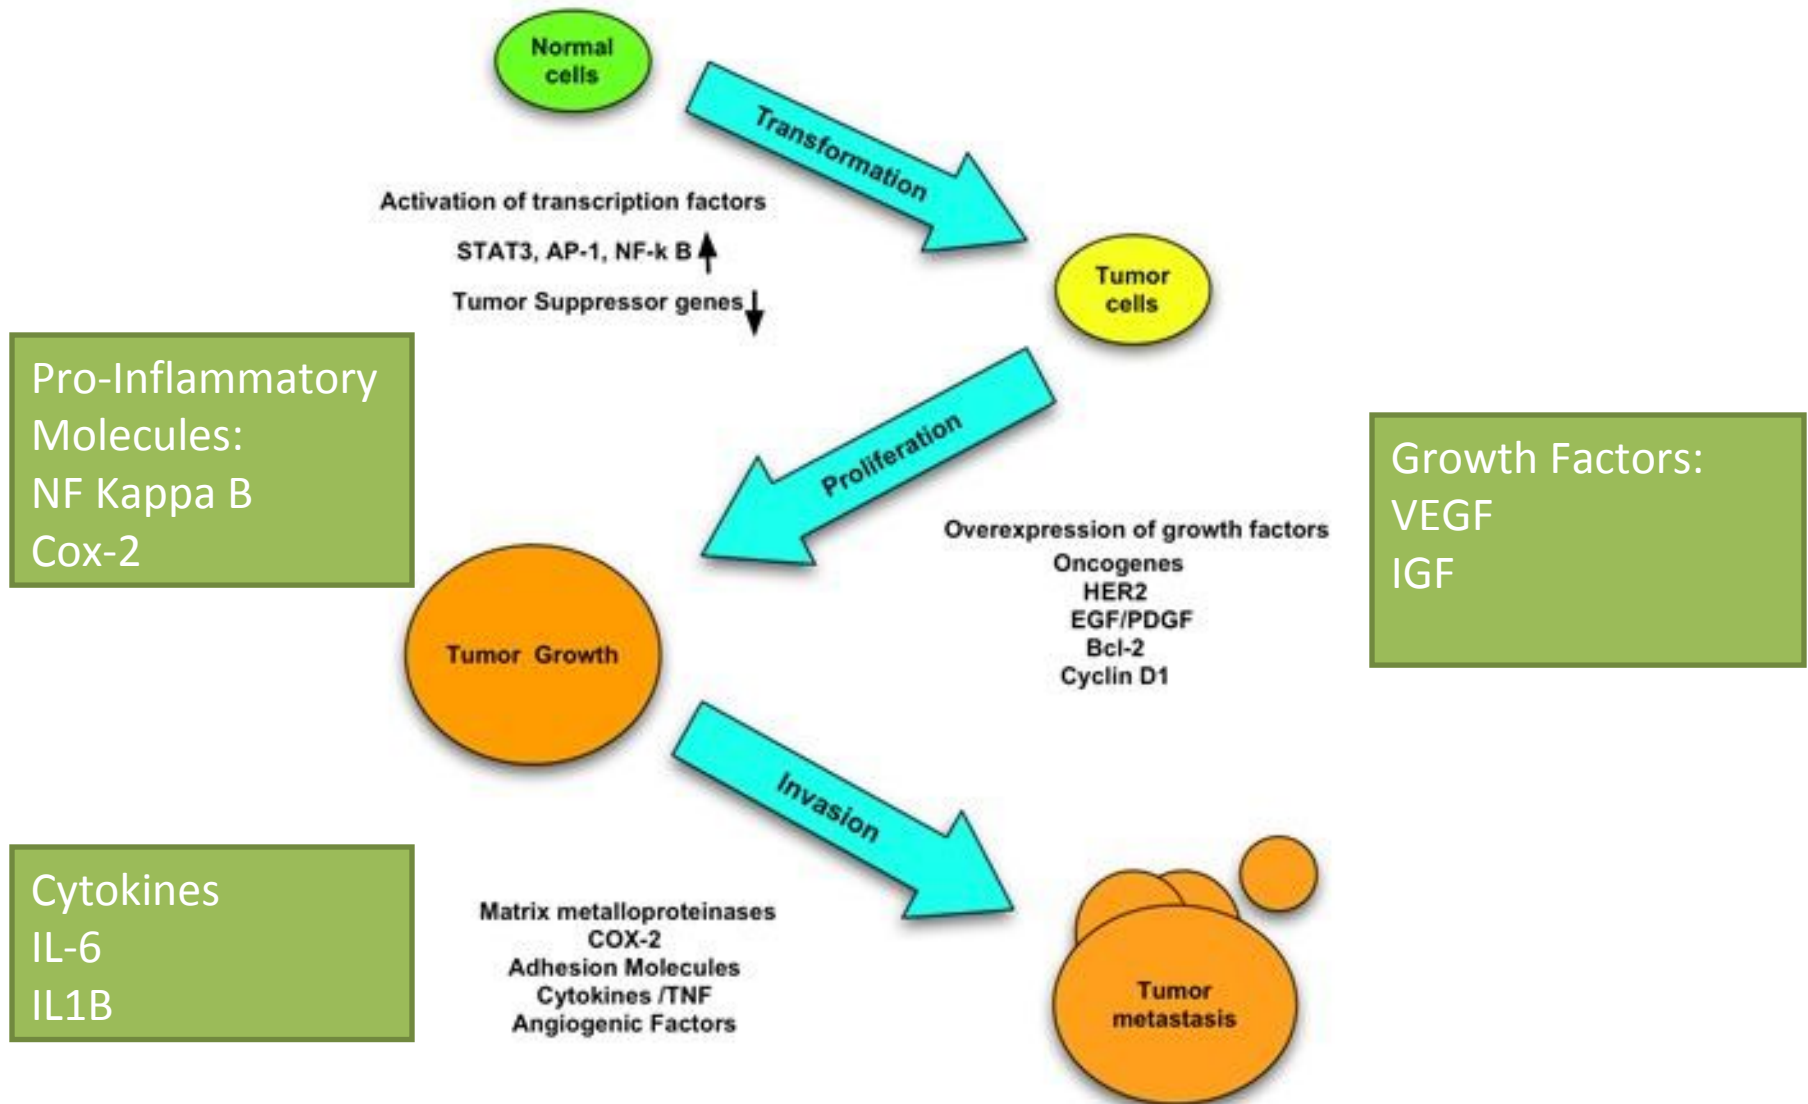 Normal
cells
Transformation
Activation of transcription factors
STAT3, AP-1, NF-k B
Tumor Suppressor genes
Tumor
cells
Pro-Inflammatory
Molecules:
NF Kappa B
Cox-2
Proliferation
Growth Factors:
VEGF
IGF
Overexpression of growth factors
Oncogenes
HER2
EGF/PDGF
Bcl-2
Cyclin D1
Tumor Growth
Invasion
Cytokines
IL-6
IL1B
Matrix metalloproteinases
COX-2
Adhesion Molecules
Cytokines /TNF
Angiogenic Factors
Tumor
metastasis